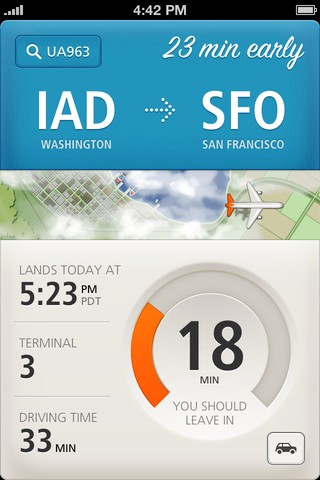 4:42 PM
UA963
23 min early
IAD
SFO
WASHINGTON
SAN FRANCISCO
LANDS TODAY AT
5:23 PM PDT
TERMINAL
3
DRIVING TIME
33 MIN
18
MIN
YOU SHOULD
LEAVE IN